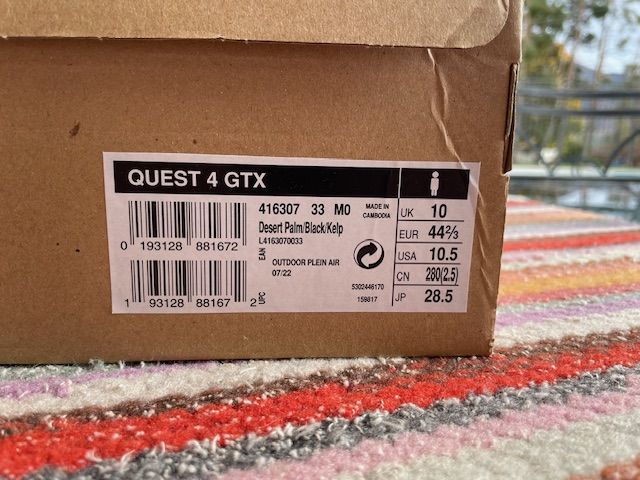 QUEST 4 GTX
416307 33 M0
MADE IN
CAMBODIA
Desert Palm/Black/Kelp
L4163070033
0 193128 881672
EAN
OUTDOOR PLEIN AIR
07/22
5302446170
159817
1 93128 88167 2
UPC
UK 10
EUR 44⅔
USA 10.5
CN 280(2.5)
JP 28.5